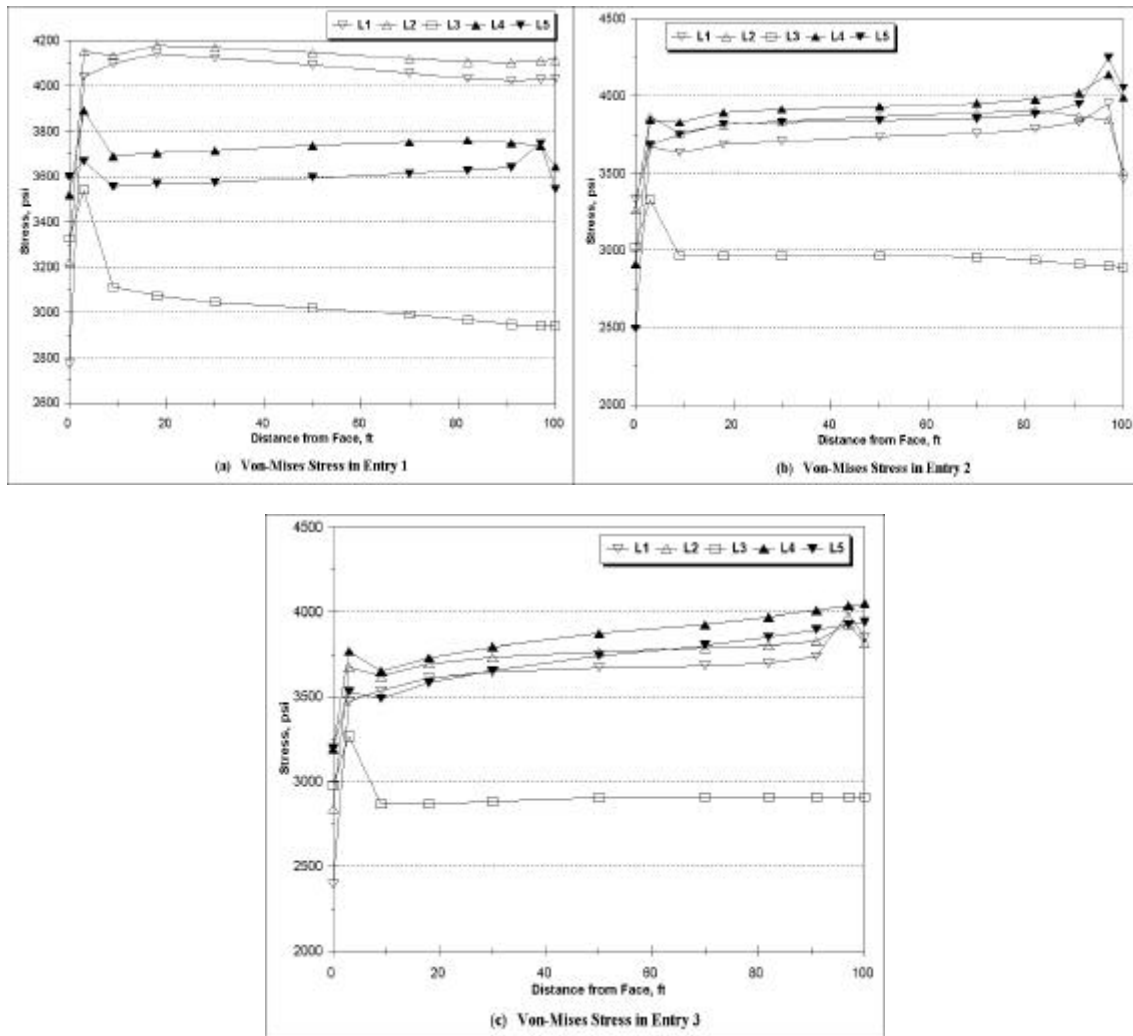 L1 L2 L3 L4 L5
4200
4000
3800
3600
3400
3200
3000
2800
2600
Stress, psi
0 20 40 60 80 100
Distance from Face, ft
(a) Von-Mises Stress in Entry 1
L1 L2 L3 L4 L5
4500
4000
3500
3000
2500
2000
Stress, psi
0 20 40 60 80 100
Distance from Face, ft
(b) Von-Mises Stress in Entry 2
L1 L2 L3 L4 L5
4500
4000
3500
3000
2500
2000
Stress, psi
0 20 40 60 80 100
Distance from Face, ft
(c) Von-Mises Stress in Entry 3